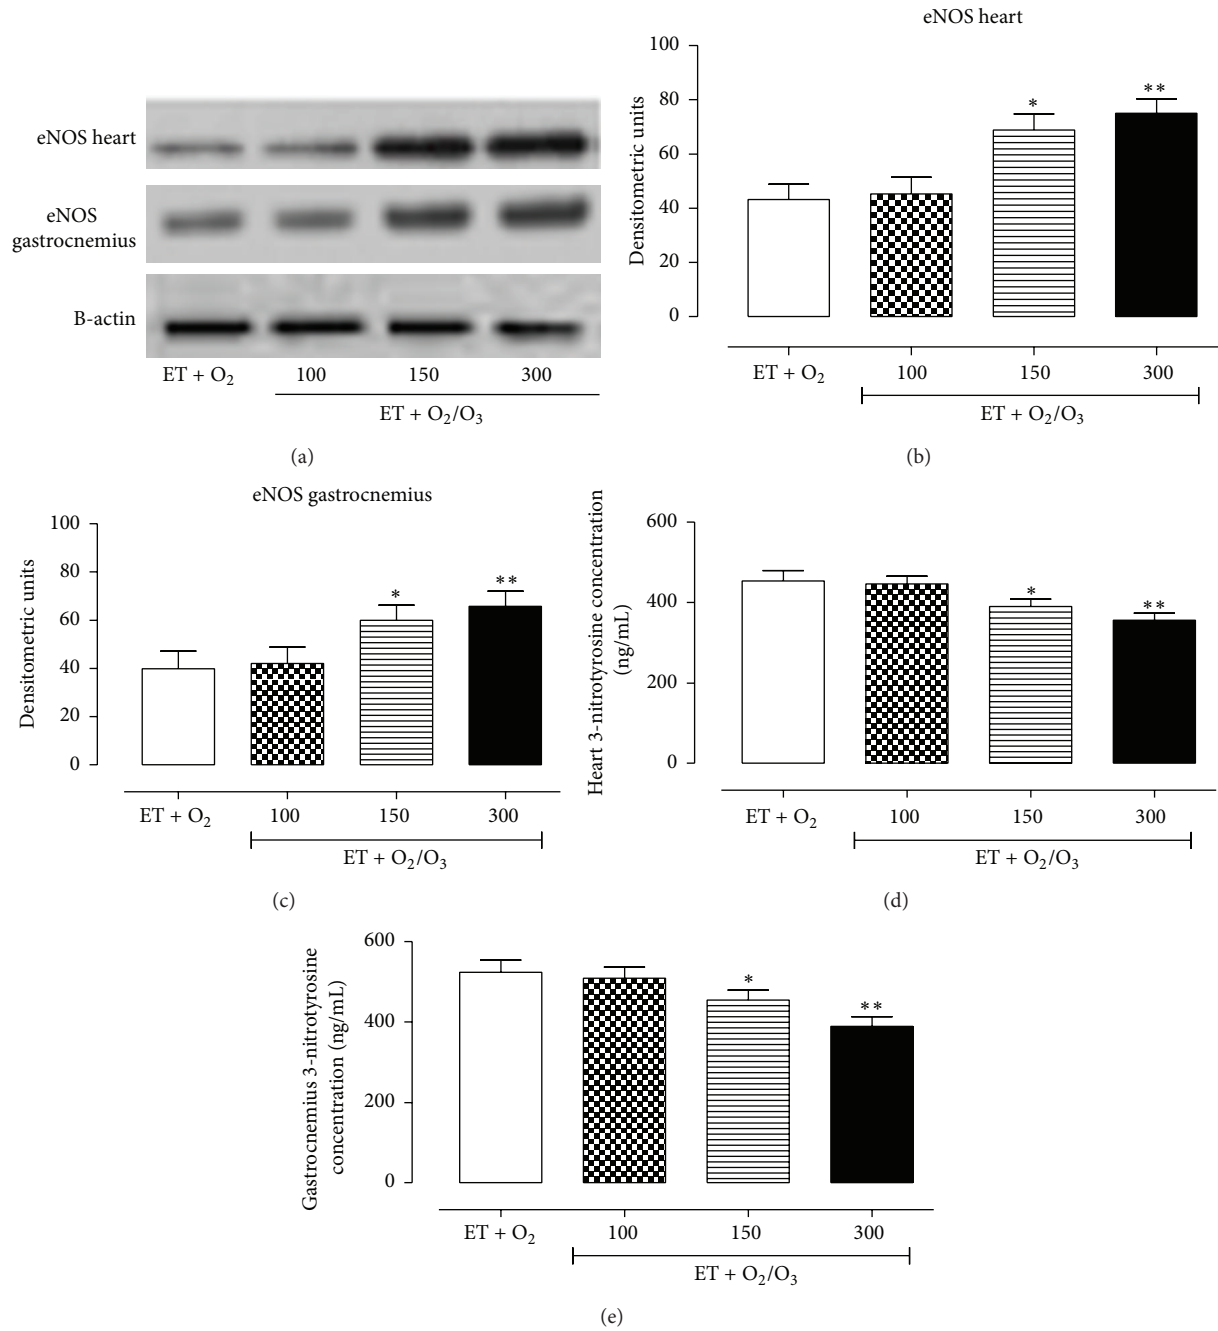 eNOS heart
eNOS
gastrocnemius
B-actin
ET + O₂ 100 150 300
ET + O₂/O₃
(a)
eNOS heart
Densitometric units
100
80
60
40
20
0
* **
ET + O₂ 100 150 300
ET + O₂/O₃
(b)
eNOS gastrocnemius
Densitometric units
100
80
60
40
20
0
* **
ET + O₂ 100 150 300
ET + O₂/O₃
(c)
Heart 3-nitrotyrosine concentration
(ng/mL)
600
400
200
0
* **
ET + O₂ 100 150 300
ET + O₂/O₃
(d)
Gastrocnemius 3-nitrotyrosine
concentration (ng/mL)
600
400
200
0
* **
ET + O₂ 100 150 300
ET + O₂/O₃
(e)